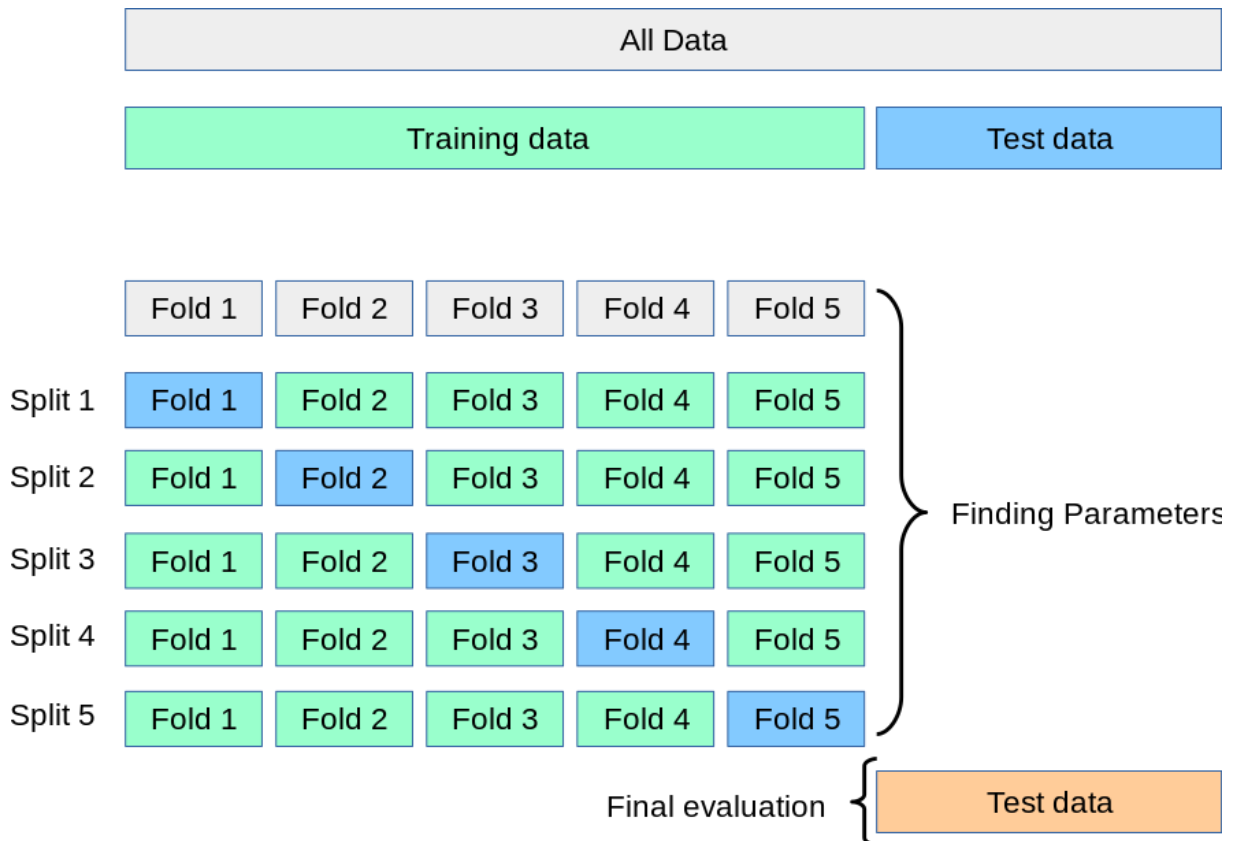 All Data
Training data Test data
Fold 1 Fold 2 Fold 3 Fold 4 Fold 5
Split 1 Fold 1 Fold 2 Fold 3 Fold 4 Fold 5
Split 2 Fold 1 Fold 2 Fold 3 Fold 4 Fold 5
Finding Parameters
Split 3 Fold 1 Fold 2 Fold 3 Fold 4 Fold 5
Split 4 Fold 1 Fold 2 Fold 3 Fold 4 Fold 5
Split 5 Fold 1 Fold 2 Fold 3 Fold 4 Fold 5
Final evaluation Test data